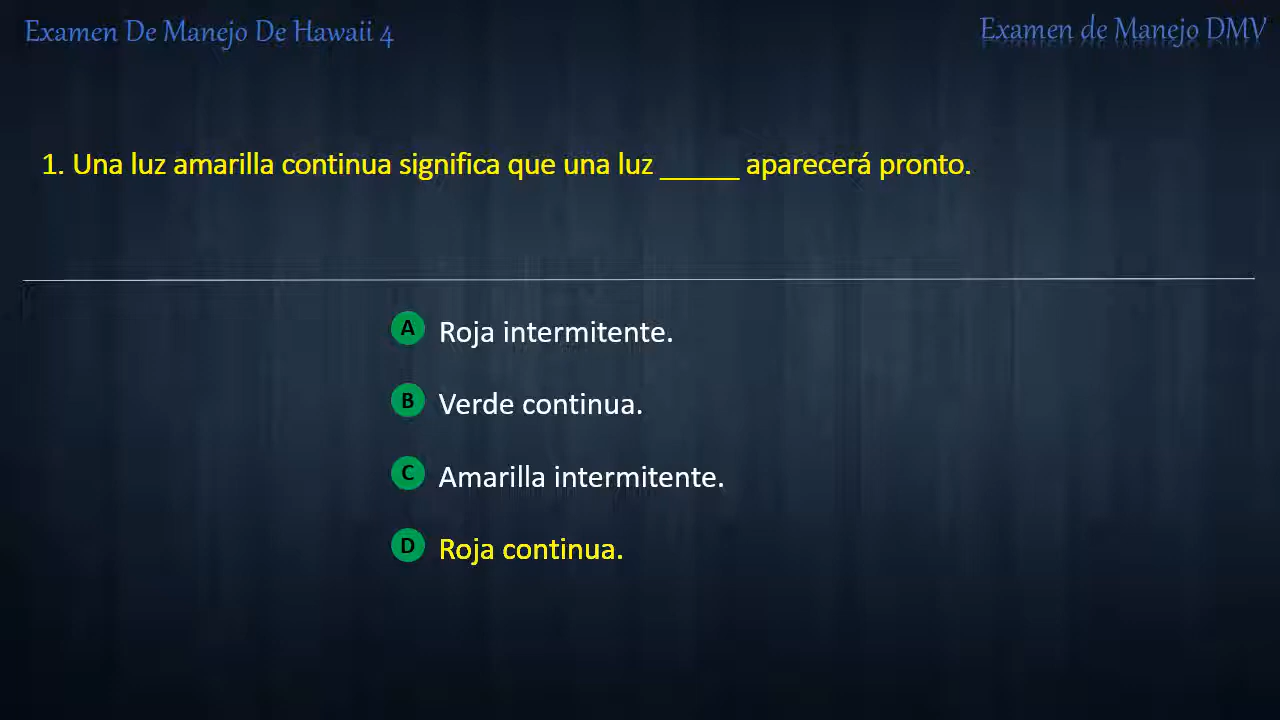 Examen De Manejo De Hawaii 4
Examen de Manejo DMV
1. Una luz amarilla continua significa que una luz _____ aparecerá pronto.
A Roja intermitente.
B Verde continua.
C Amarilla intermitente.
D Roja continua.